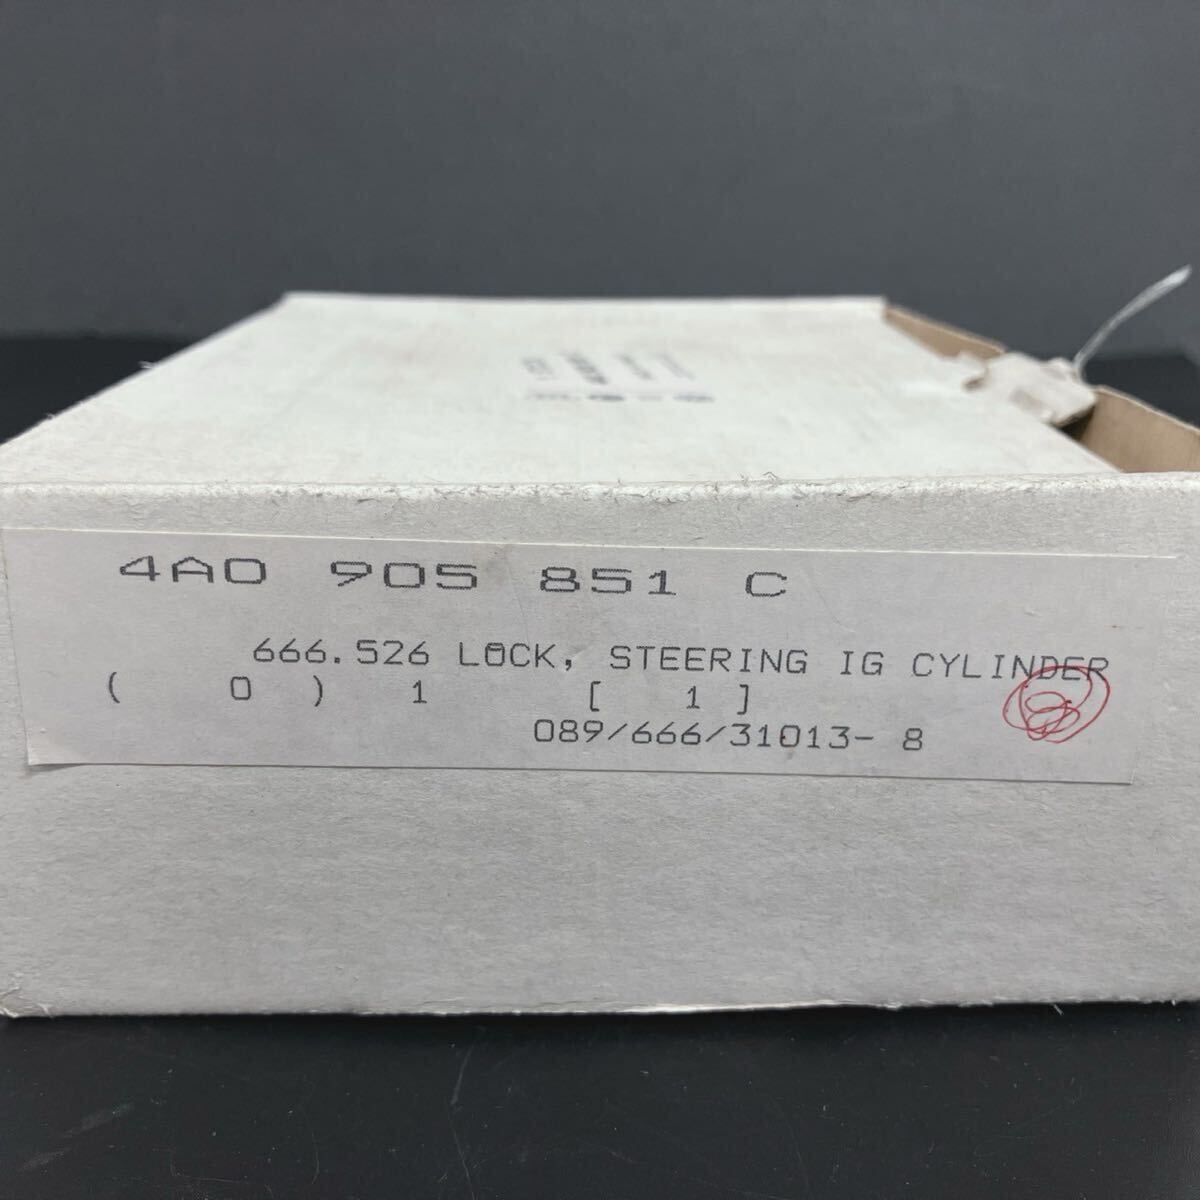 4A0 905 851 C
666.526 LOCK, STEERING IG CYLINDER
( 0 ) 1 [ 1 ]
089/666/31013- 8